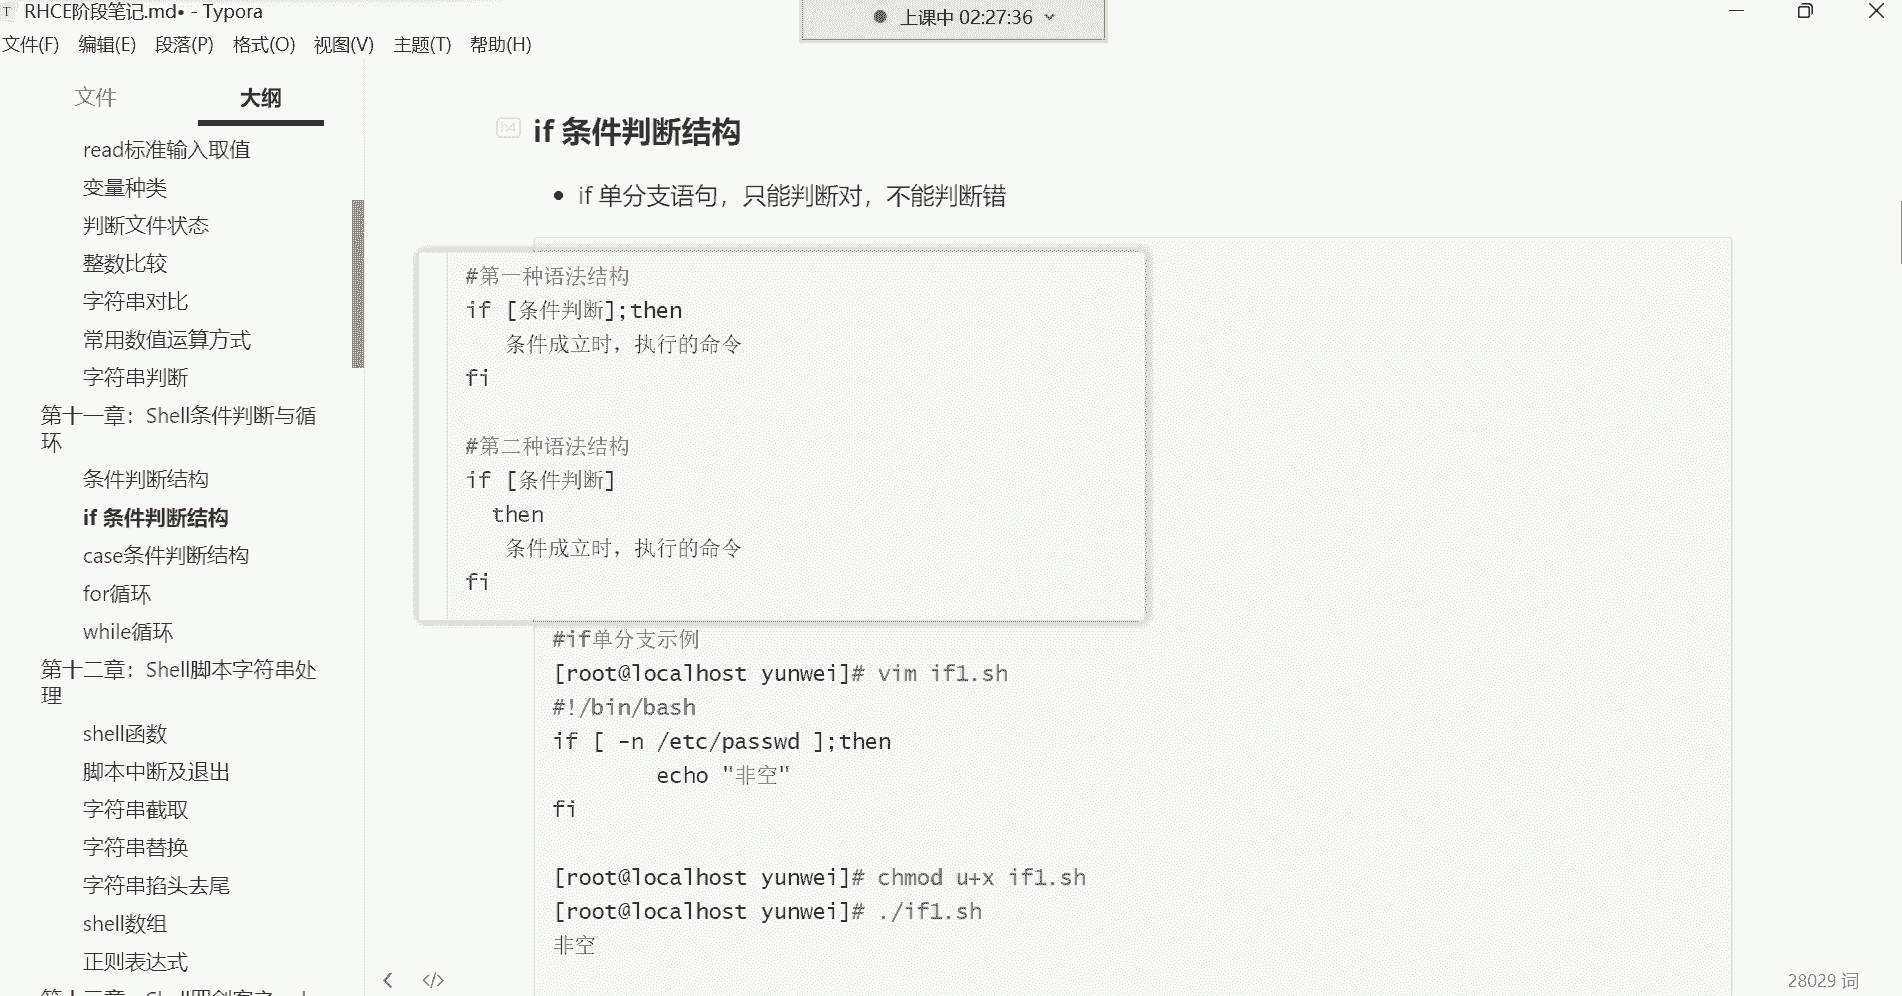 RHCE阶段笔记.md• - Typora
上课中 02:27:36
文件(F) 编辑(E) 段落(P) 格式(O) 视图(V) 主题(T) 帮助(H)
文件 大纲
read标准输入取值
变量种类
判断文件状态
整数比较
字符串对比
常用数值运算方式
字符串判断
第十一章：Shell条件判断与循
环
条件判断结构
if 条件判断结构
case条件判断结构
for循环
while循环
第十二章：Shell脚本字符串处
理
shell函数
脚本中断及退出
字符串截取
字符串替换
字符串掐头去尾
shell数组
正则表达式
h4 if 条件判断结构
• if 单分支语句，只能判断对，不能判断错
#第一种语法结构
if [条件判断];then
条件成立时，执行的命令
fi
#第二种语法结构
if [条件判断]
then
条件成立时，执行的命令
fi
#if单分支示例
[root@localhost yunwei]# vim if1.sh
#!/bin/bash
if [ -n /etc/passwd ];then
echo "非空"
fi
[root@localhost yunwei]# chmod u+x if1.sh
[root@localhost yunwei]# ./if1.sh
非空
28029 词